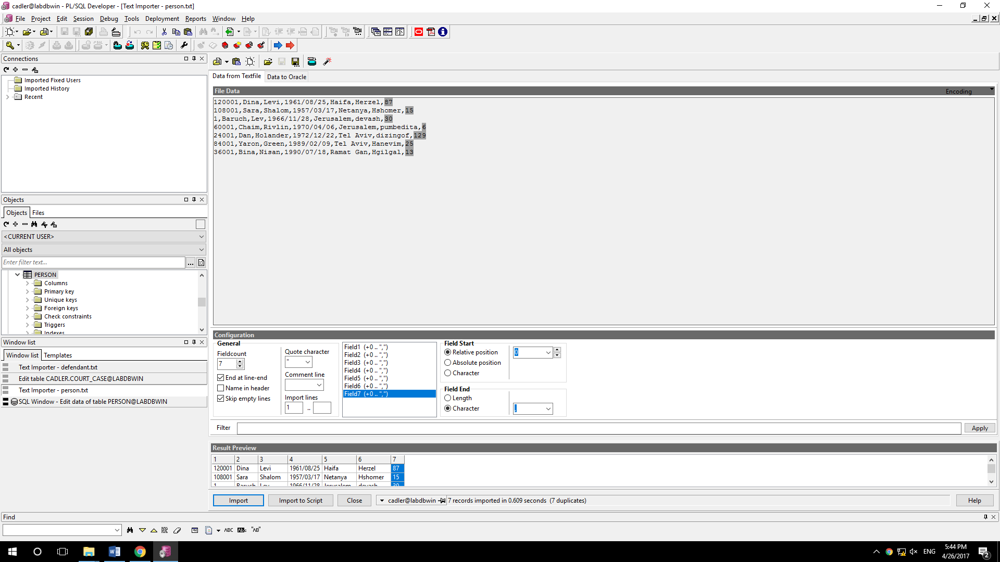 cadler@labdbwin - PL/SQL Developer - [Text Importer - person.txt]
File Project Edit Session Debug Tools Deployment Reports Window Help
Connections
Imported Fixed Users
Imported History
Recent
Objects
Objects Files
<CURRENT USER>
All objects
Enter filter text...
PERSON
Columns
Primary key
Unique keys
Foreign keys
Check constraints
Triggers
Indexes
Window list
Window list Templates
Text Importer - defendant.txt
Edit table CADLER.COURT_CASE@LABDBWIN
Text Importer - person.txt
SQL Window - Edit data of table PERSON@LABDBWIN
Data from Textfile Data to Oracle
File Data Encoding
120001,Dina,Levi,1961/08/25,Haifa,Herzel,87
108001,Sara,Shalom,1957/03/17,Netanya,Hshomer,15
1,Baruch,Lev,1966/11/28,Jerusalem,devash,30
60001,Chaim,Rivlin,1970/04/06,Jerusalem,pumbedita,6
24001,Dan,Holander,1972/12/22,Tel Aviv,dizingof,129
84001,Yaron,Green,1989/02/09,Tel Aviv,Hanevim,25
36001,Bina,Nisan,1990/07/18,Ramat Gan,Hgilgal,13
Configuration
General
Fieldcount
7
End at line-end
Name in header
Skip empty lines
Quote character
"
Comment line
Import lines
1 ..
Field1 (+0 .. ",")
Field2 (+0 .. ",")
Field3 (+0 .. ",")
Field4 (+0 .. ",")
Field5 (+0 .. ",")
Field6 (+0 .. ",")
Field7 (+0 .. ",")
Field Start
Relative position 0
Absolute position
Character
Field End
Length
Character ,
Filter Apply
Result Preview
1 2 3 4 5 6 7
120001 Dina Levi 1961/08/25 Haifa Herzel 87
108001 Sara Shalom 1957/03/17 Netanya Hshomer 15
1 Baruch Lev 1966/11/28 Jerusalem devash 30
Import Import to Script Close cadler@labdbwin 7 records imported in 0.609 seconds (7 duplicates) Help
Find
ABC "AB"
ENG 5:44 PM
4/26/2017
2